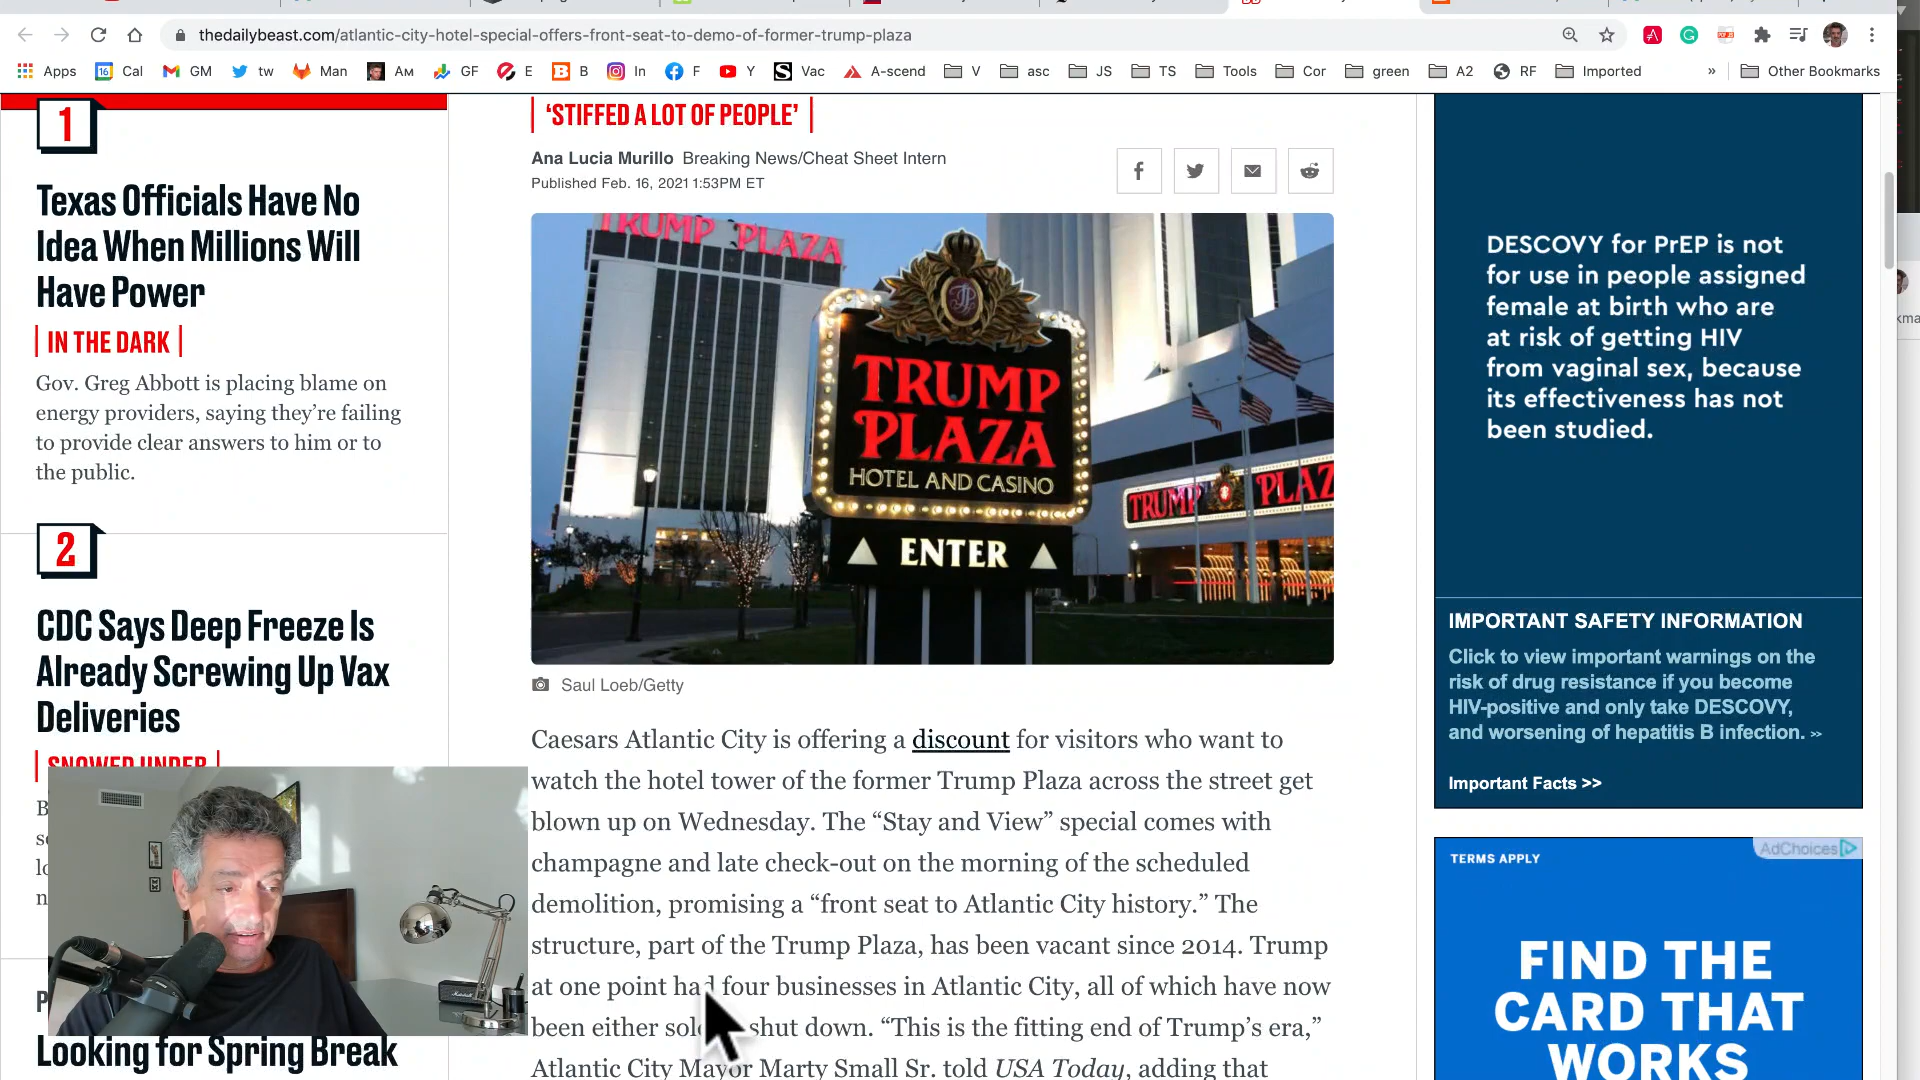 thedailybeast.com/atlantic-city-hotel-special-offers-front-seat-to-demo-of-former-trump-plaza
Apps
16 Cal
GM
tw
Man
Aм
GF
E
B
In
F
Y
Vac
A-scend
V
asc
JS
TS
Tools
Cor
green
A2
RF
Imported
»
Other Bookmarks
1
Texas Officials Have No
Idea When Millions Will
Have Power
IN THE DARK
Gov. Greg Abbott is placing blame on
energy providers, saying they’re failing
to provide clear answers to him or to
the public.
2
CDC Says Deep Freeze Is
Already Screwing Up Vax
Deliveries
SNOWED UNDER
Looking for Spring Break
‘STIFFED A LOT OF PEOPLE’
Ana Lucia Murillo Breaking News/Cheat Sheet Intern
Published Feb. 16, 2021 1:53PM ET
TRUMP PLAZA
TRUMP
PLAZA
HOTEL AND CASINO
ENTER
TRUMP PLAZ
Saul Loeb/Getty
Caesars Atlantic City is offering a discount for visitors who want to
watch the hotel tower of the former Trump Plaza across the street get
blown up on Wednesday. The “Stay and View” special comes with
champagne and late check-out on the morning of the scheduled
demolition, promising a “front seat to Atlantic City history.” The
structure, part of the Trump Plaza, has been vacant since 2014. Trump
at one point had four businesses in Atlantic City, all of which have now
been either sold shut down. “This is the fitting end of Trump’s era,”
Atlantic City Mayor Marty Small Sr. told USA Today, adding that
DESCOVY for PrEP is not
for use in people assigned
female at birth who are
at risk of getting HIV
from vaginal sex, because
its effectiveness has not
been studied.
IMPORTANT SAFETY INFORMATION
Click to view important warnings on the
risk of drug resistance if you become
HIV-positive and only take DESCOVY,
and worsening of hepatitis B infection. >>
Important Facts >>
TERMS APPLY
AdChoices
FIND THE
CARD THAT
WORKS
Marshall